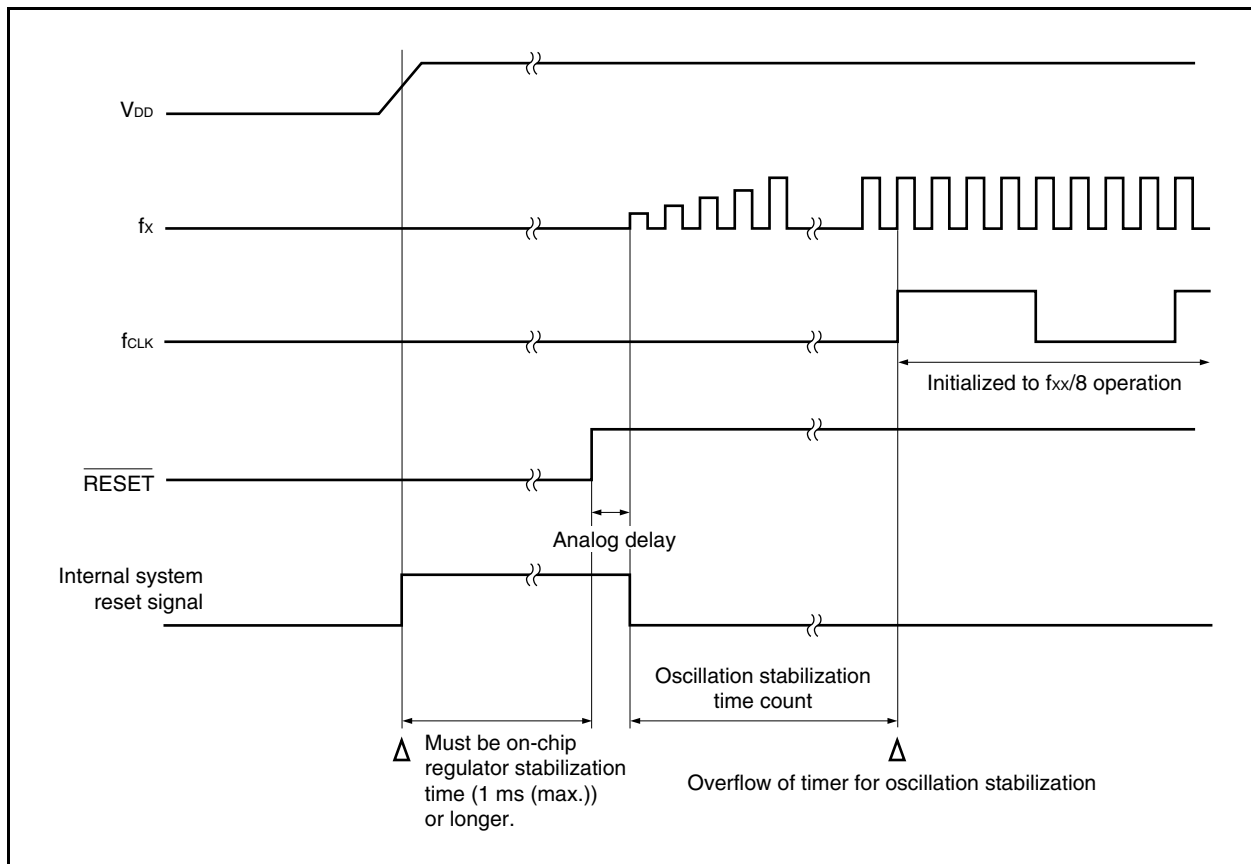 VDD
fX
fCLK
Initialized to fXX/8 operation
RESET
Analog delay
Internal system
reset signal
Oscillation stabilization
time count
Must be on-chip
regulator stabilization
time (1 ms (max.))
or longer.
Overflow of timer for oscillation stabilization